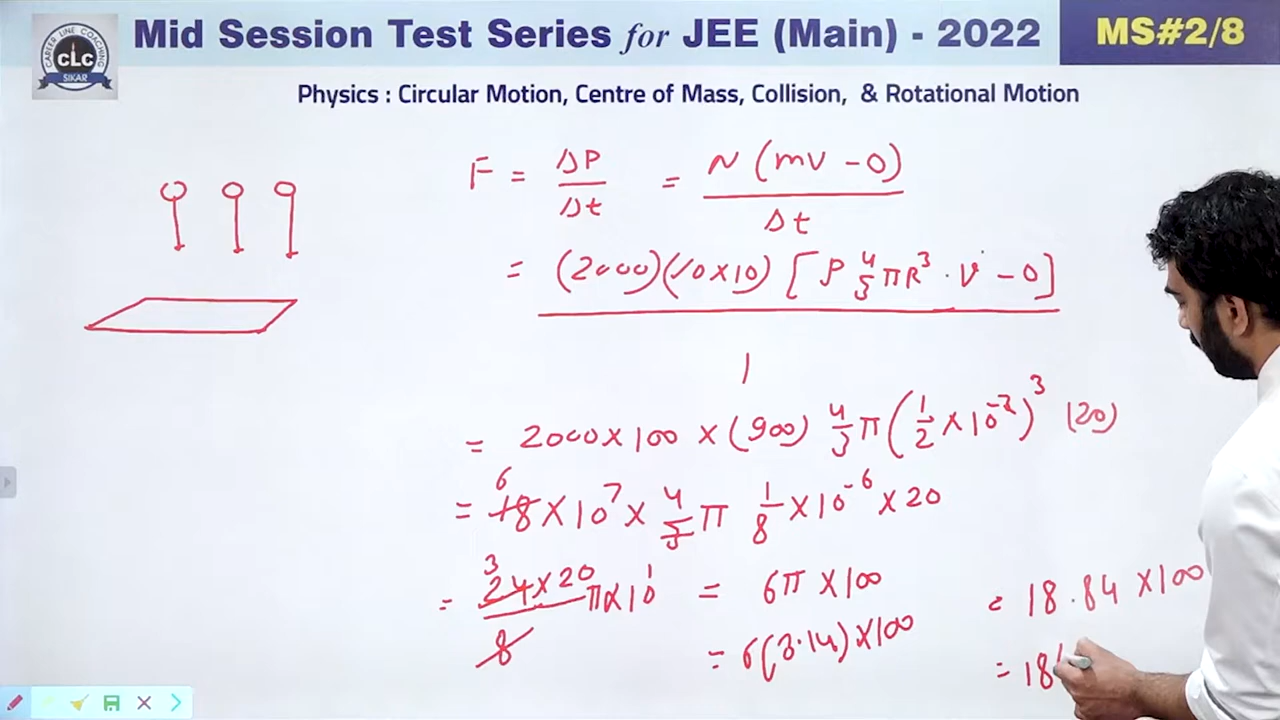 Mid Session Test Series for JEE (Main) - 2022
MS#2/8
CAREER LINE COACHING
CLC
SIKAR
Physics : Circular Motion, Centre of Mass, Collision, & Rotational Motion
F = ΔP/Δt = N (mv - 0)/Δt
= (2000)(10×10) [ρ 4/3 πR³ · v - 0]
1
= 2000×100 × (900) 4/3 π (1/2 ×10⁻²)³ (20)
= 18 6 ×10⁷ × 4/3 π 1/8 ×10⁻⁶ ×20
= 24 3 ×20/8 π×10¹ = 6π ×100
= 6(3.14)×100
= 18.84 ×100
= 18